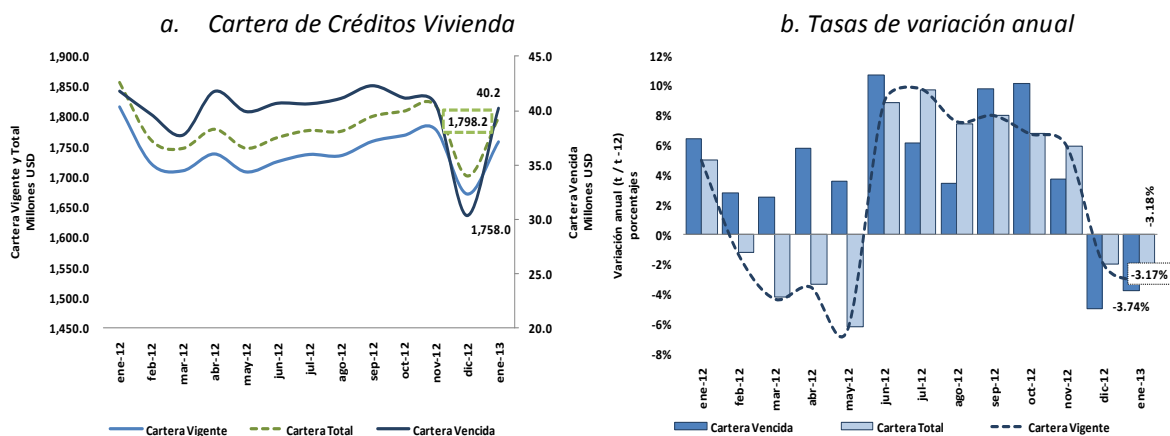 a. Cartera de Créditos Vivienda
Cartera Vigente y Total
Millones USD
1,900.0
1,850.0
1,800.0
1,750.0
1,700.0
1,650.0
1,600.0
1,550.0
1,500.0
1,450.0
45.0
40.0
35.0
30.0
25.0
20.0
Cartera Vencida
Millones USD
40.2
1,798.2
1,758.0
ene-12
feb-12
mar-12
abr-12
may-12
jun-12
jul-12
ago-12
sep-12
oct-12
nov-12
dic-12
ene-13
Cartera Vigente
Cartera Total
Cartera Vencida
b. Tasas de variación anual
Variación anual (t / t -12)
porcentajes
12%
10%
8%
6%
4%
2%
0%
-2%
-4%
-6%
-8%
-3.18%
-3.17%
-3.74%
ene-12
feb-12
mar-12
abr-12
may-12
jun-12
jul-12
ago-12
sep-12
oct-12
nov-12
dic-12
ene-13
Cartera Vencida
Cartera Total
Cartera Vigente